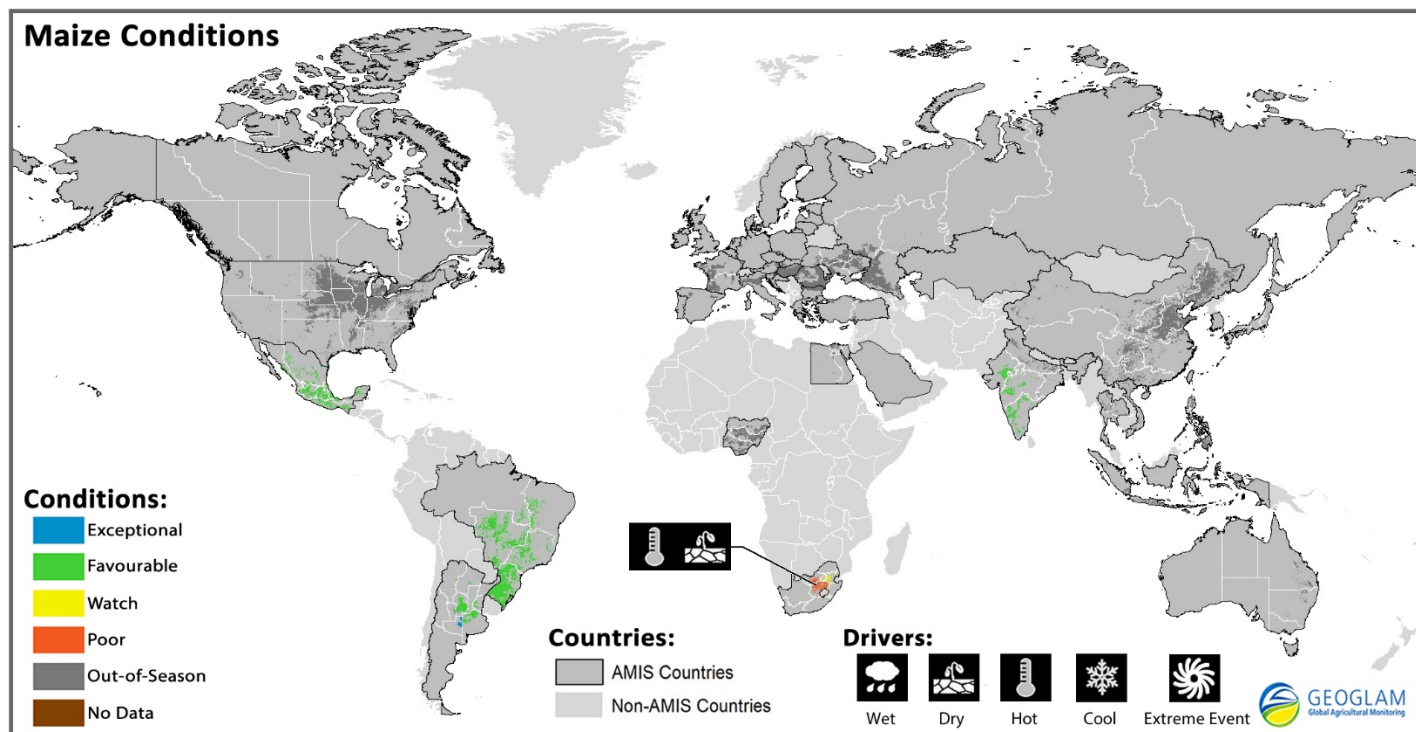 Maize Conditions
Conditions:
Exceptional
Favourable
Watch
Poor
Out-of-Season
No Data
Countries:
AMIS Countries
Non-AMIS Countries
Drivers:
Wet
Dry
Hot
Cool
Extreme Event
GEOGLAM
Global Agricultural Monitoring